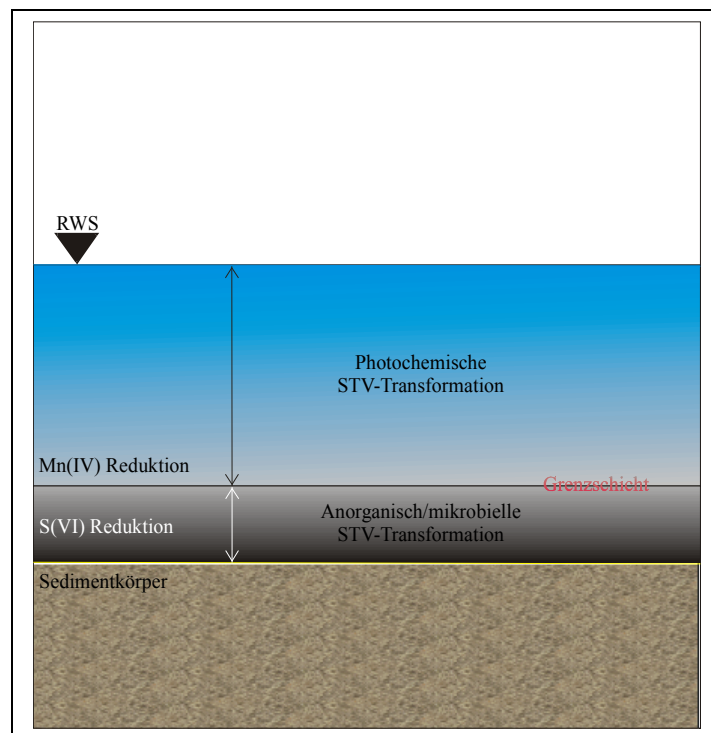 RWS
Photochemische
STV-Transformation
Mn(IV) Reduktion
Grenzschicht
S(VI) Reduktion
Anorganisch/mikrobielle
STV-Transformation
Sedimentkörper